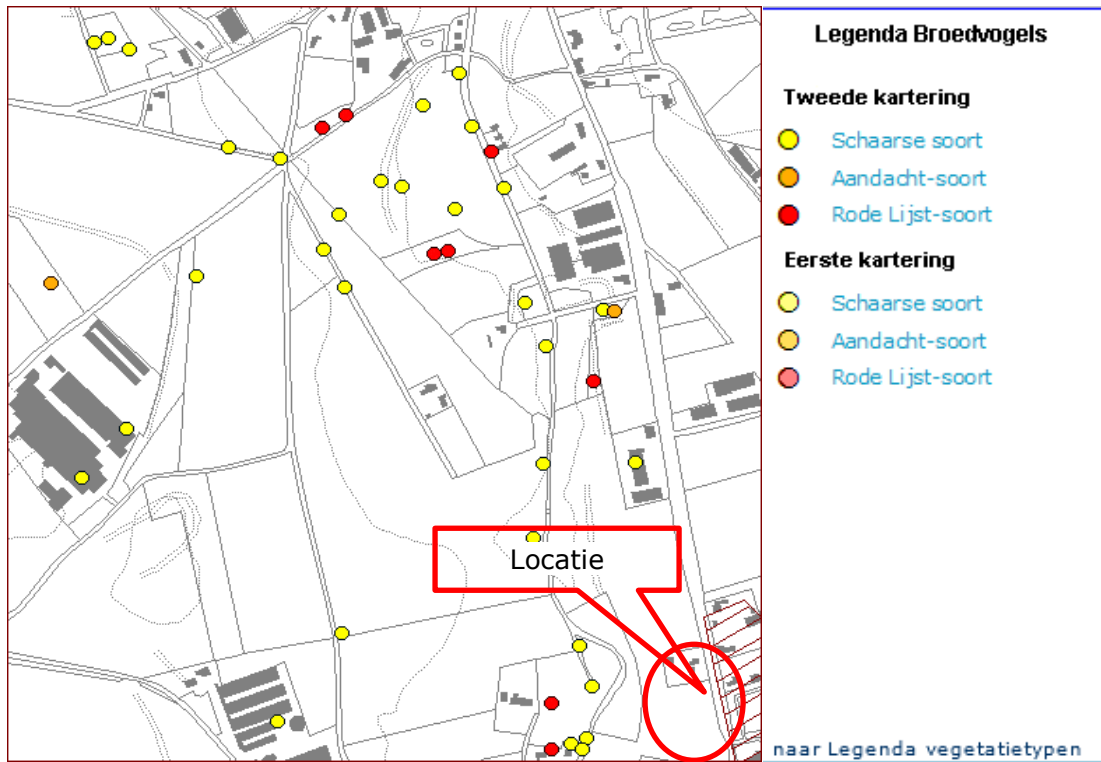 Locatie
Legenda Broedvogels
Tweede kartering
Schaarse soort
Aandacht-soort
Rode Lijst-soort
Eerste kartering
Schaarse soort
Aandacht-soort
Rode Lijst-soort
naar Legenda vegetatietypen